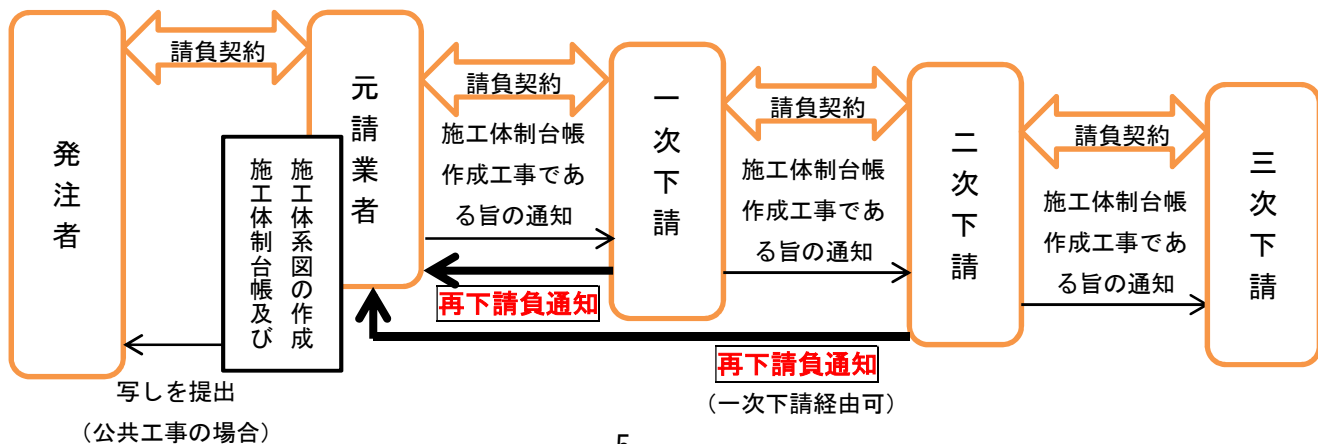 発注者
請負契約
元請業者
施工体制台帳及び
施工体系図の作成
写しを提出
（公共工事の場合）
請負契約
施工体制台帳
作成工事であ
る旨の通知
再下請負通知
一次下請
請負契約
施工体制台帳
作成工事であ
る旨の通知
再下請負通知
（一次下請経由可）
二次下請
請負契約
施工体制台帳
作成工事であ
る旨の通知
三次下請